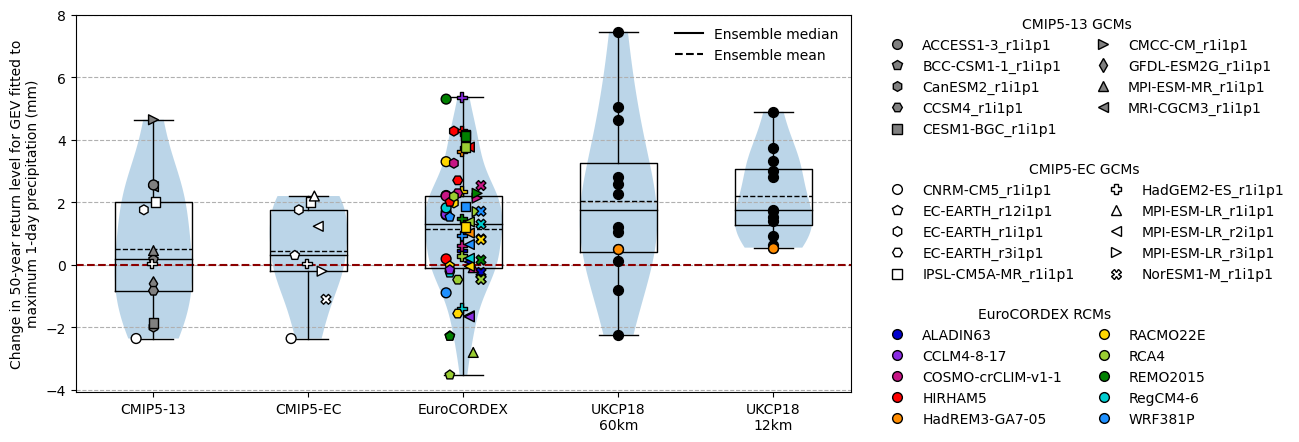 Change in 50-year return level for GEV fitted to
maximum 1-day precipitation (mm)
8
6
4
2
0
−2
−4
Ensemble median
Ensemble mean
CMIP5-13
CMIP5-EC
EuroCORDEX
UKCP18
60km
UKCP18
12km
CMIP5-13 GCMs
ACCESS1-3_r1i1p1
BCC-CSM1-1_r1i1p1
CanESM2_r1i1p1
CCSM4_r1i1p1
CESM1-BGC_r1i1p1
CMCC-CM_r1i1p1
GFDL-ESM2G_r1i1p1
MPI-ESM-MR_r1i1p1
MRI-CGCM3_r1i1p1
CMIP5-EC GCMs
CNRM-CM5_r1i1p1
EC-EARTH_r12i1p1
EC-EARTH_r1i1p1
EC-EARTH_r3i1p1
IPSL-CM5A-MR_r1i1p1
HadGEM2-ES_r1i1p1
MPI-ESM-LR_r1i1p1
MPI-ESM-LR_r2i1p1
MPI-ESM-LR_r3i1p1
NorESM1-M_r1i1p1
EuroCORDEX RCMs
ALADIN63
CCLM4-8-17
COSMO-crCLIM-v1-1
HIRHAM5
HadREM3-GA7-05
RACMO22E
RCA4
REMO2015
RegCM4-6
WRF381P